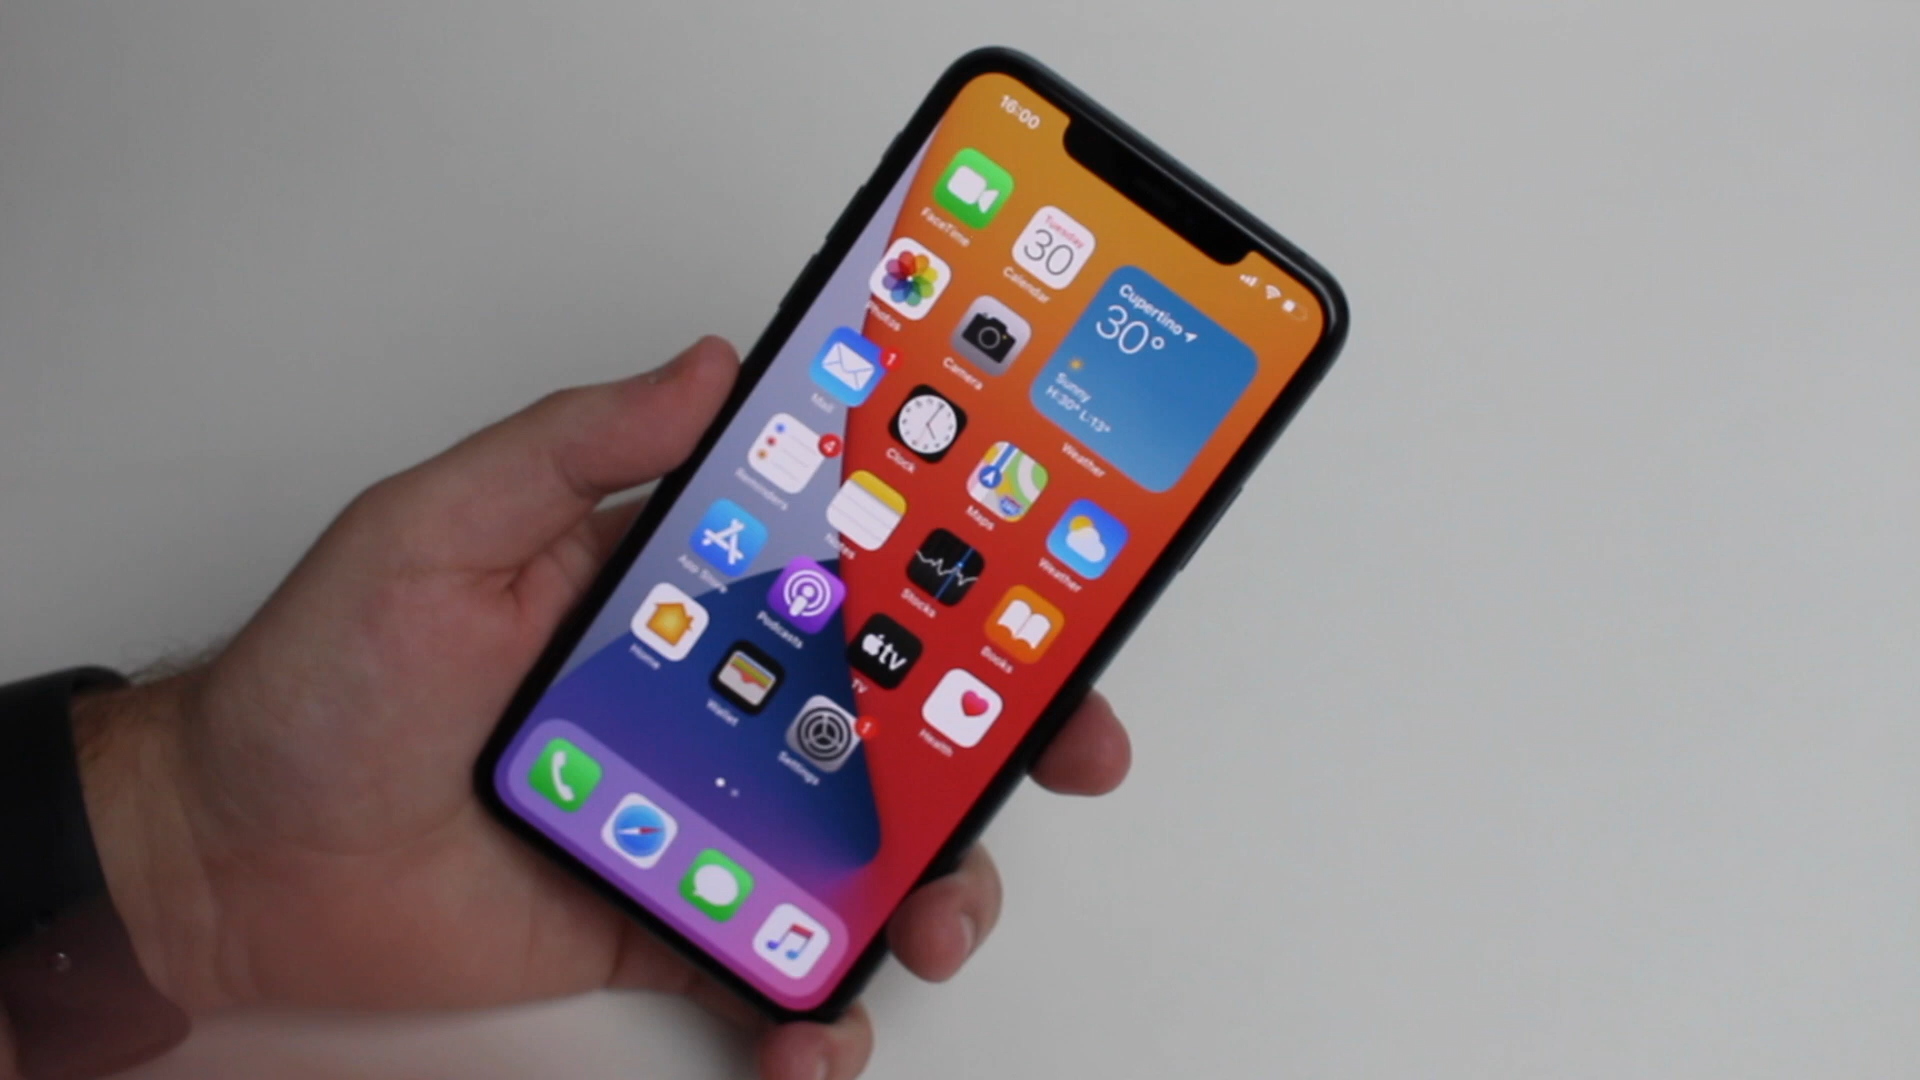 16:00
FaceTime
Tuesday
30
Calendar
Cupertino
30°
Sunny
H:30° L:13°
Weather
Photos
Camera
1
Mail
Clock
Maps
Weather
4
Reminders
Notes
Stocks
Books
App Store
Podcasts
tv
TV
Health
Home
Wallet
1
Settings